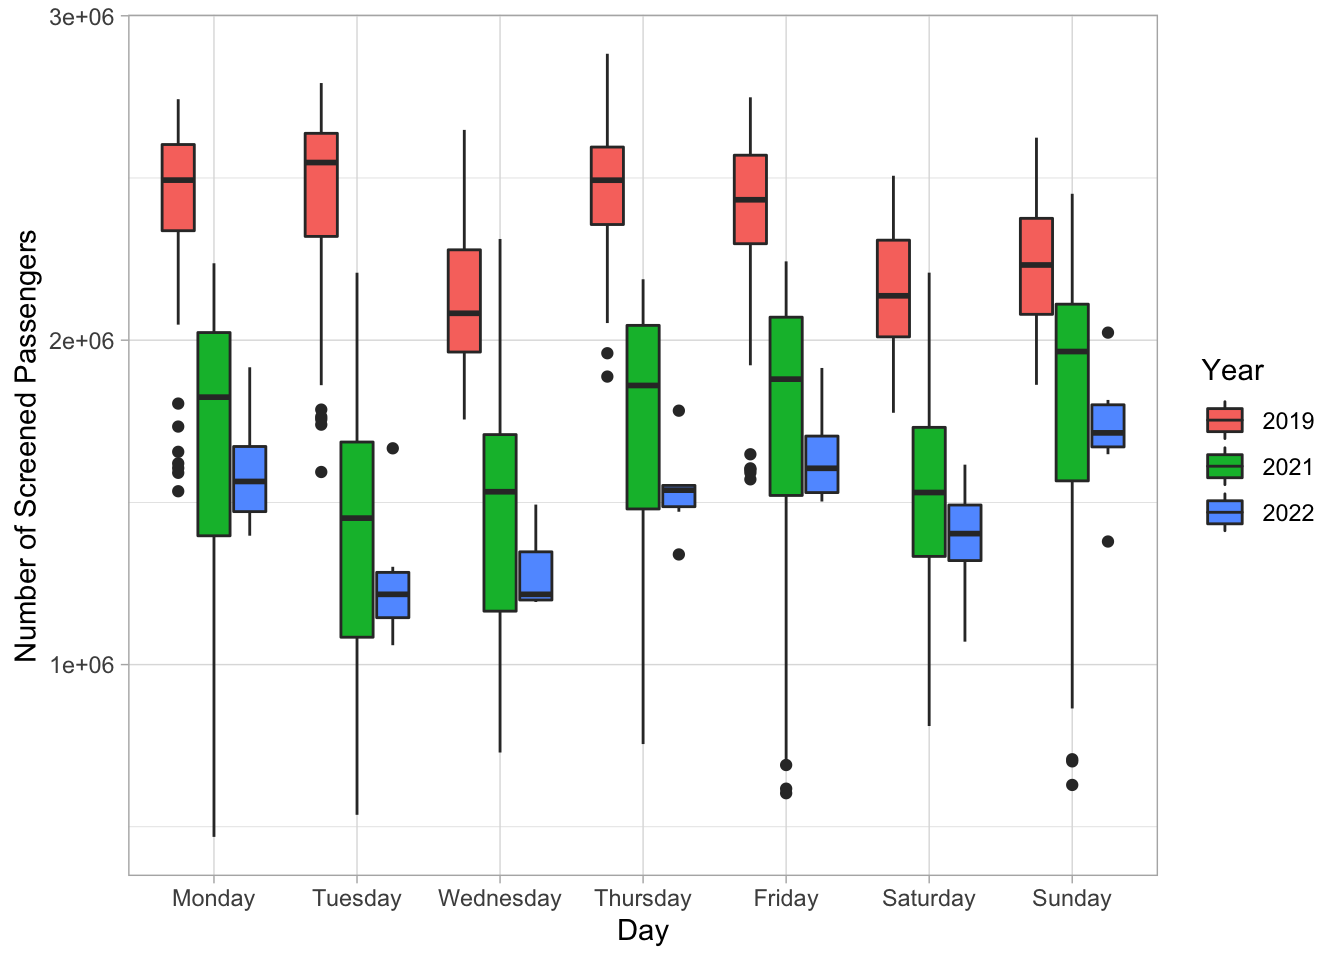 Number of Screened Passengers
3e+06
2e+06
1e+06
Monday Tuesday Wednesday Thursday Friday Saturday Sunday
Day
Year
2019
2021
2022